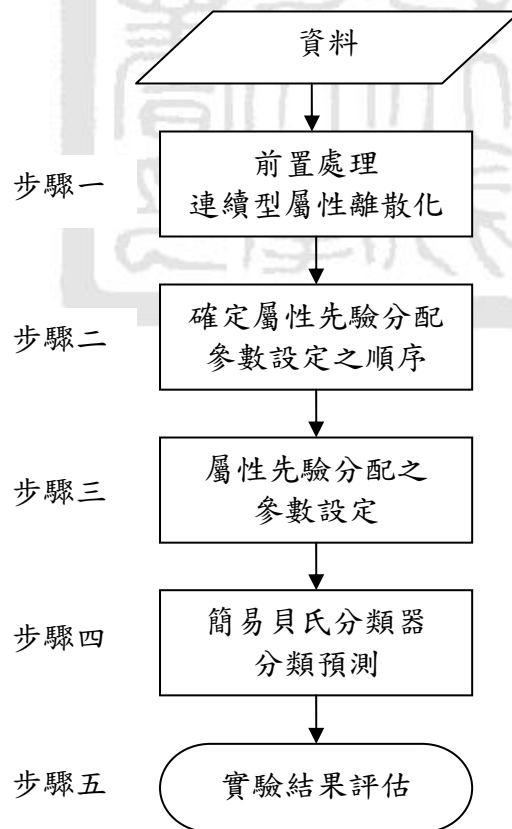 資料
步驟一
前置處理
連續型屬性離散化
步驟二
確定屬性先驗分配
參數設定之順序
步驟三
屬性先驗分配之
參數設定
步驟四
簡易貝氏分類器
分類預測
步驟五
實驗結果評估